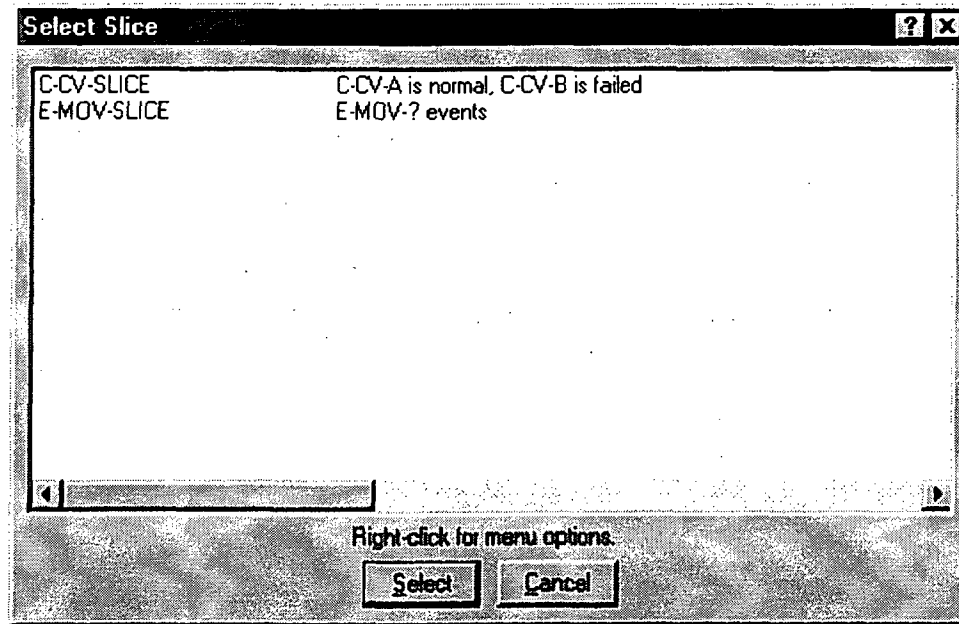 Select Slice
C-CV-SLICE C-CV-A is normal, C-CV-B is failed
E-MOV-SLICE E-MOV-? events
Right-click for menu options.
Select Cancel